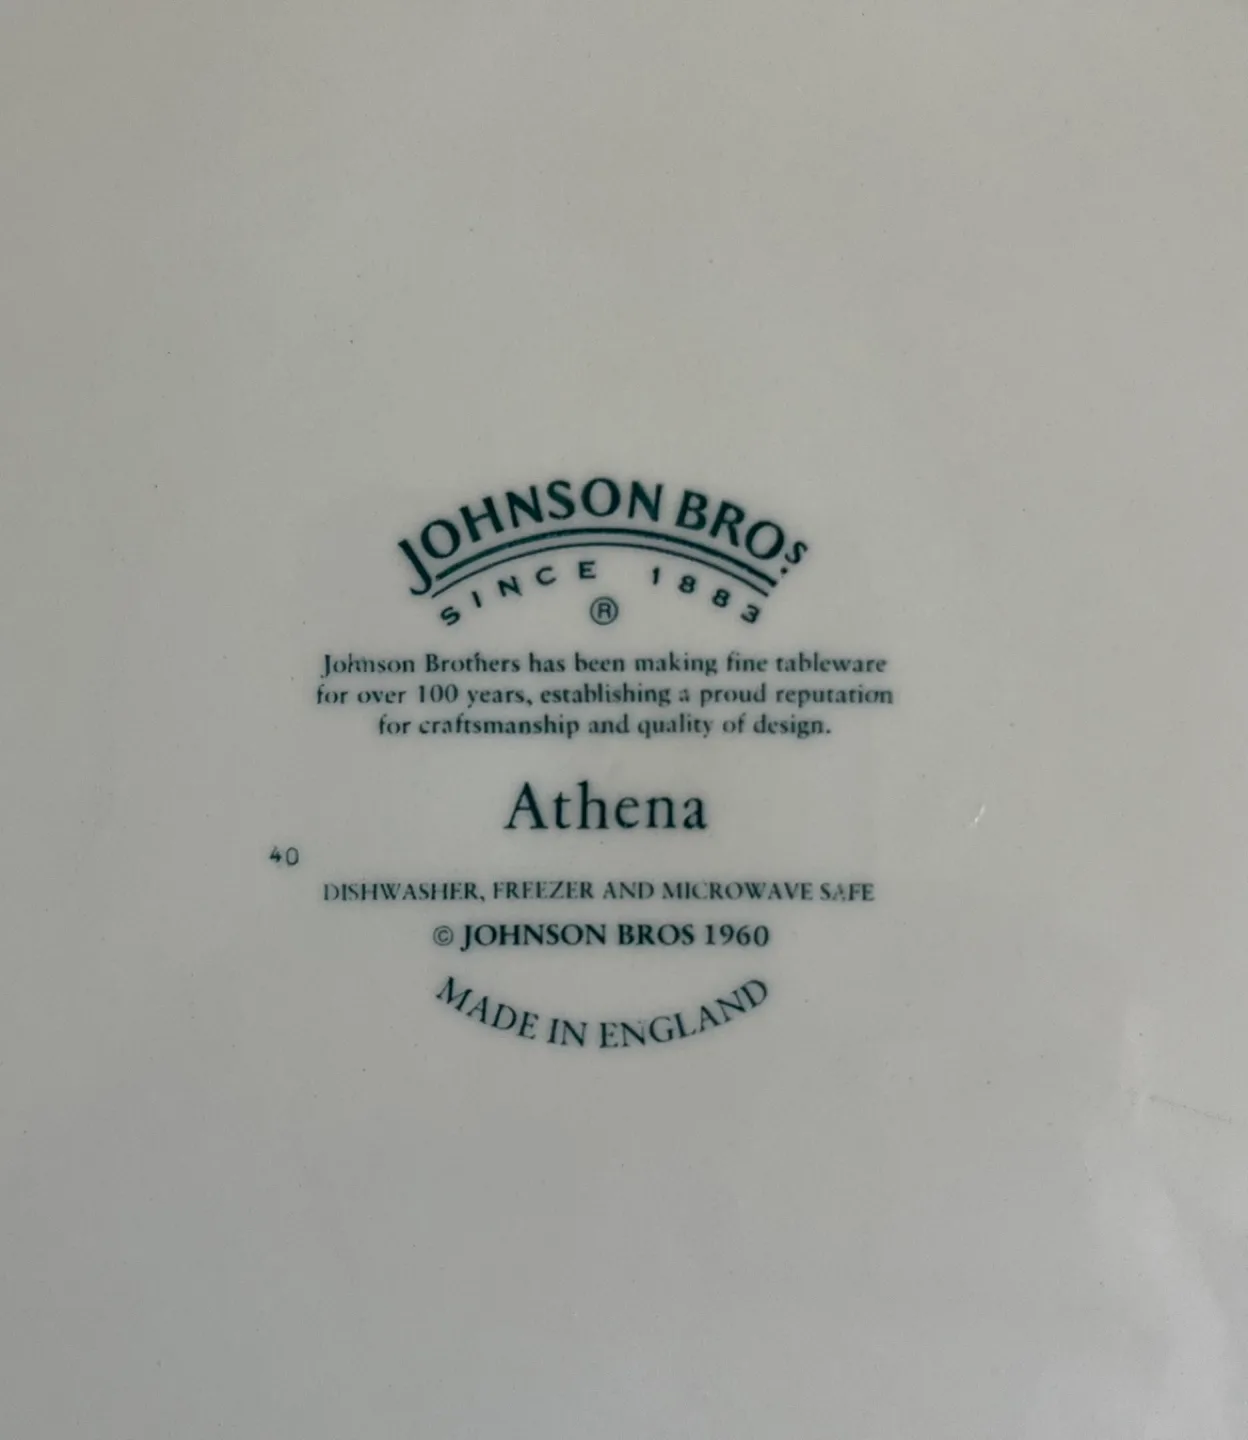 JOHNSON BROS.
SINCE 1883
®
Johnson Brothers has been making fine tableware
for over 100 years, establishing a proud reputation
for craftsmanship and quality of design.
Athena
40
DISHWASHER, FREEZER AND MICROWAVE SAFE
© JOHNSON BROS 1960
MADE IN ENGLAND